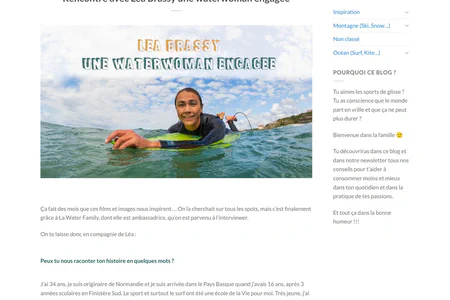 Rencontre avec Léa Brassy une waterwoman engagée
LEA BRASSY
UNE WATERWOMAN ENGAGEE
Ça fait des mois que ces films et images nous inspirent ... On la cherchait sur tous les spots, mais c'est finalement
grâce à La Water Family, dont elle est ambassadrice, qu'on est parvenu à l'interviewer.
On te laisse donc en compagnie de Léa :
Peux tu nous raconter ton histoire en quelques mots ?
J'ai 34 ans, je suis originaire de Normandie et je suis arrivée dans le Pays Basque quand j'avais 16 ans, après 3
années scolaires en Finistère Sud. Le sport et surtout le surf ont été une école de la Vie pour moi. Très jeune, j'ai
Inspiration
Montagne (Ski, Snow...)
Non classé
Océan (Surf, Kite...)
POURQUOI CE BLOG ?
Tu aimes les sports de glisse ?
Tu as conscience que le monde
part en vrille et que ça ne peut
plus durer ?
Bienvenue dans la famille 🙂
Tu découvriras dans ce blog et
dans notre newsletter tous nos
conseils pour t'aider à
consommer moins et mieux
dans ton quotidien et dans la
pratique de tes passions.
Et tout ça dans la bonne
humeur !!!